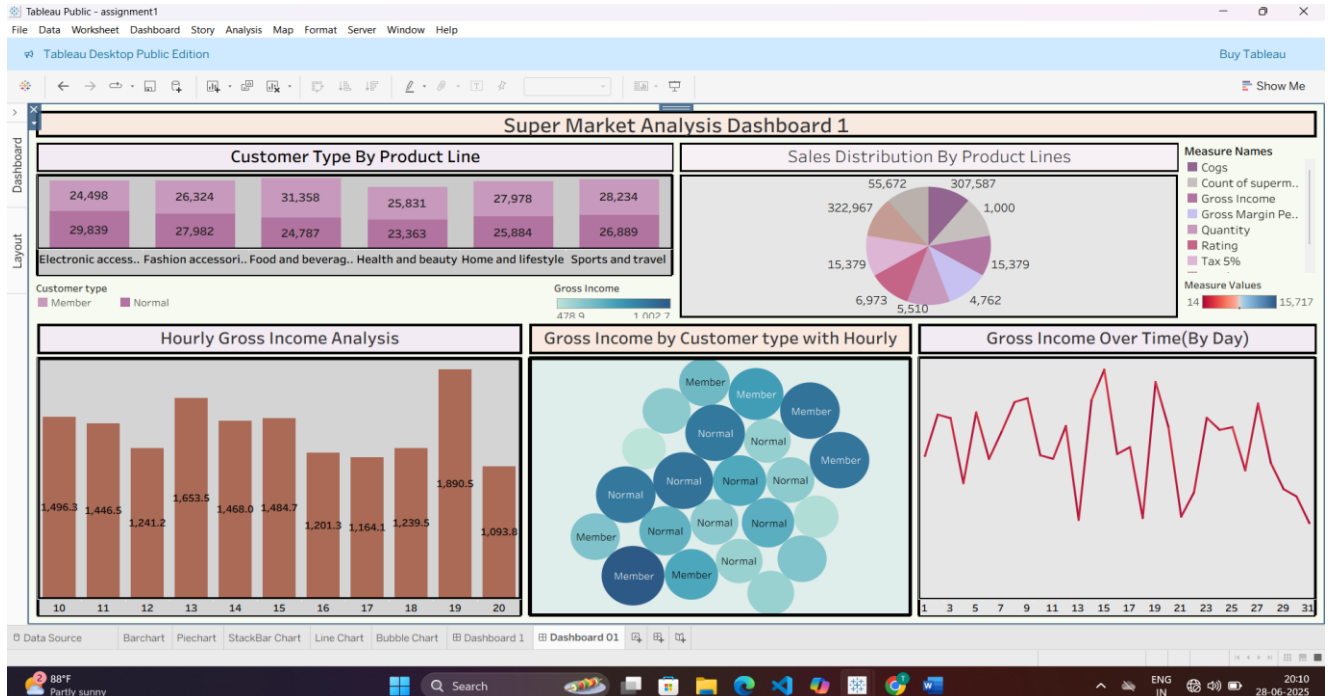 Tableau Public - assignment1
File Data Worksheet Dashboard Story Analysis Map Format Server Window Help
Tableau Desktop Public Edition
Buy Tableau
Show Me
Dashboard
Layout
Super Market Analysis Dashboard 1
Customer Type By Product Line
24,498 26,324 31,358 25,831 27,978 28,234
29,839 27,982 24,787 23,363 25,884 26,889
Electronic access.. Fashion accessori.. Food and beverag.. Health and beauty Home and lifestyle Sports and travel
Customer type
Member Normal
Gross Income
478.9 1,002.7
Sales Distribution By Product Lines
55,672 307,587
322,967 1,000
15,379 15,379
6,973 4,762
5,510
Measure Names
Cogs
Count of superm..
Gross Income
Gross Margin Pe..
Quantity
Rating
Tax 5%
Measure Values
14 15,717
Hourly Gross Income Analysis
1,496.3 1,446.5 1,241.2 1,653.5 1,468.0 1,484.7 1,201.3 1,164.1 1,239.5 1,890.5 1,093.8
10 11 12 13 14 15 16 17 18 19 20
Gross Income by Customer type with Hourly
Member
Member
Member
Normal
Normal
Member
Normal
Normal
Normal
Normal
Normal
Normal
Normal
Member
Normal
Member
Member
Gross Income Over Time(By Day)
1 3 5 7 9 11 13 15 17 19 21 23 25 27 29 31
Data Source Barchart Piechart StackBar Chart Line Chart Bubble Chart Dashboard 1 Dashboard 01
2
88°F
Partly sunny
Search
ENG
IN
20:10
28-06-2025